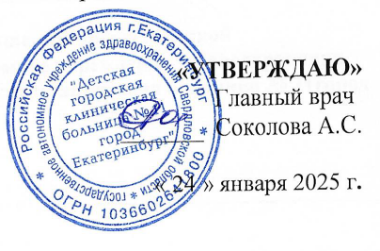 Российская Федерация г.Екатеринбург
государственное автономное учреждение здравоохранения Свердловской области
"Детская
городская
клиническая
больница
город
Екатеринбург"
ОГРН
«УТВЕРЖДАЮ»
Главный врач
Соколова А.С.
« 24 » января 2025 г.